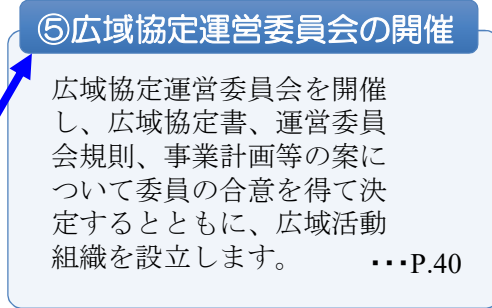 ⑤広域協定運営委員会の開催
広域協定運営委員会を開催
し、広域協定書、運営委員
会規則、事業計画等の案に
ついて委員の合意を得て決
定するとともに、広域活動
組織を設立します。 ・・・P.40